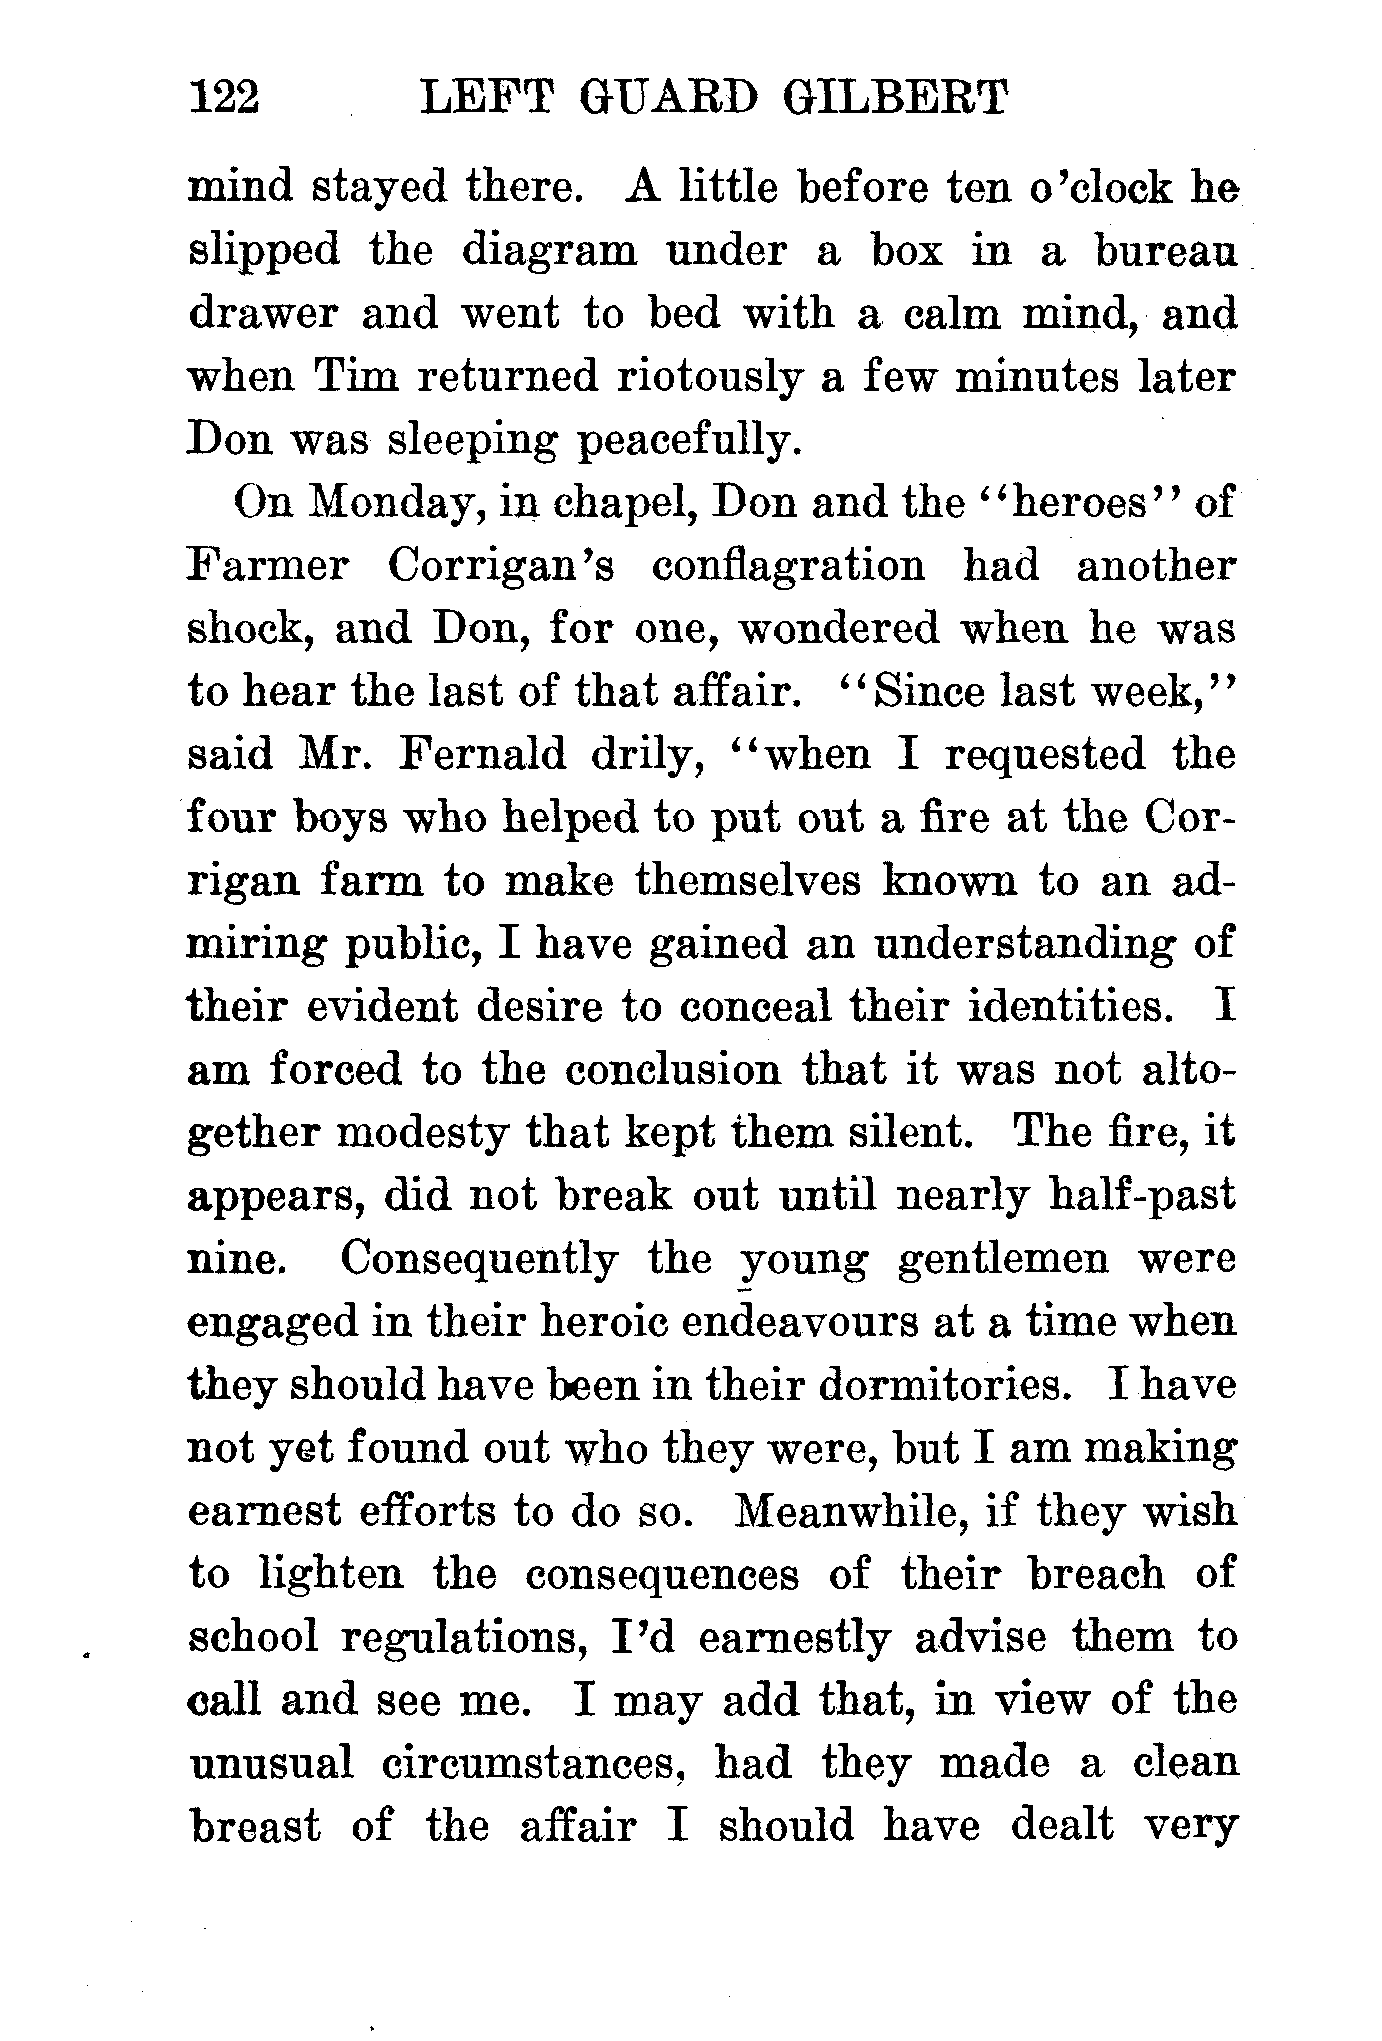 122 LEFT GUARD GILBERT
mind stayed there. A little before ten o'clock he
slipped the diagram under a box in a bureau
drawer and went to bed with a calm mind, and
when Tim returned riotously a few minutes later
Don was sleeping peacefully.
On Monday, in chapel, Don and the "heroes" of
Farmer Corrigan's conflagration had another
shock, and Don, for one, wondered when he was
to hear the last of that affair. "Since last week,"
said Mr. Fernald drily, "when I requested the
four boys who helped to put out a fire at the Cor-
rigan farm to make themselves known to an ad-
miring public, I have gained an understanding of
their evident desire to conceal their identities. I
am forced to the conclusion that it was not alto-
gether modesty that kept them silent. The fire, it
appears, did not break out until nearly half-past
nine. Consequently the young gentlemen were
engaged in their heroic endeavours at a time when
they should have been in their dormitories. I have
not yet found out who they were, but I am making
earnest efforts to do so. Meanwhile, if they wish
to lighten the consequences of their breach of
school regulations, I'd earnestly advise them to
call and see me. I may add that, in view of the
unusual circumstances, had they made a clean
breast of the affair I should have dealt very